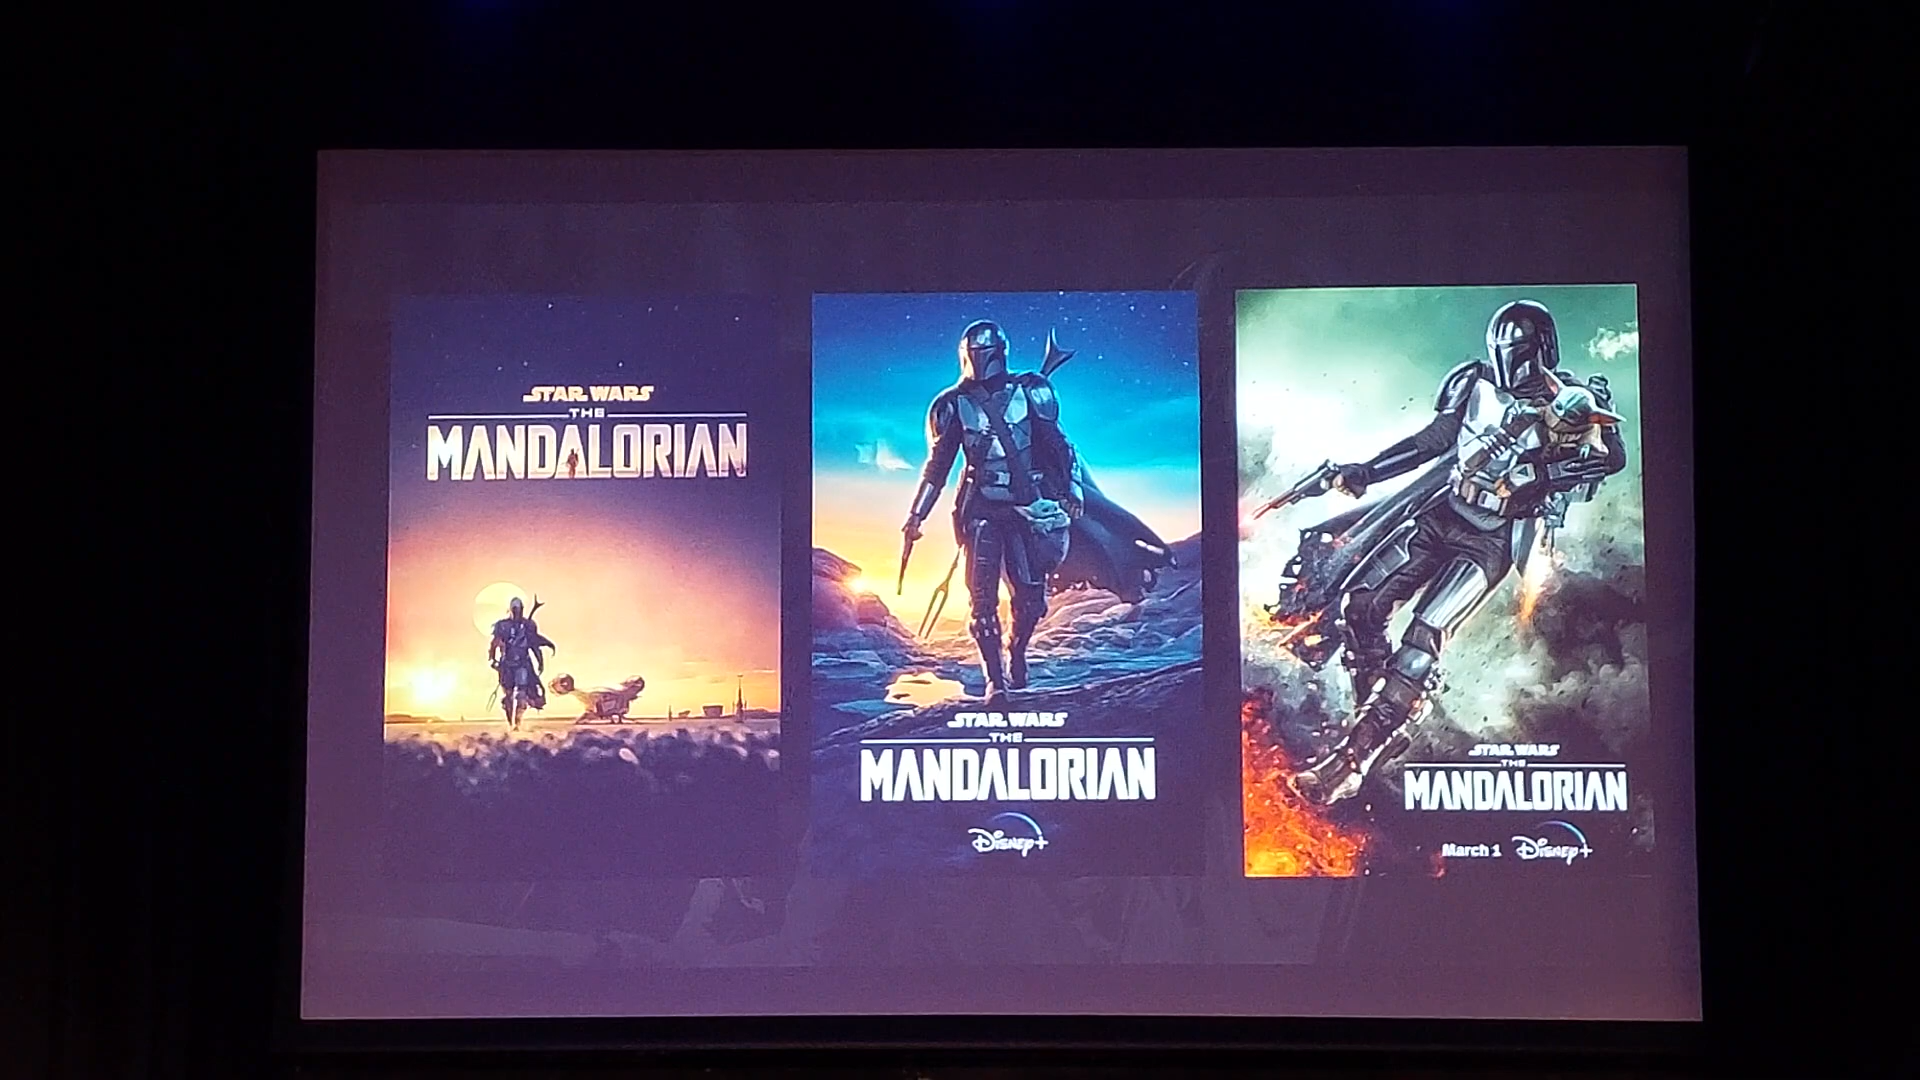 STAR WARS
THE
MANDALORIAN
STAR WARS
THE
MANDALORIAN
Disney+
STAR WARS
THE
MANDALORIAN
March 1 Disney+